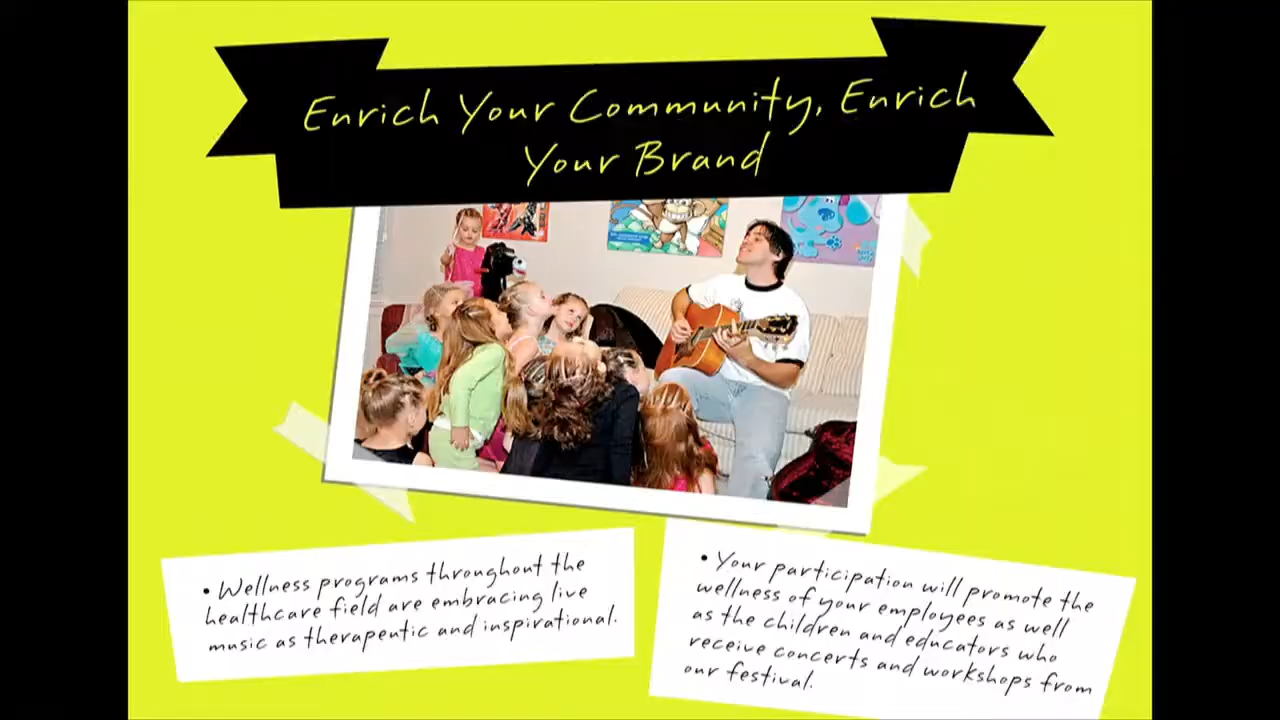 Enrich Your Community, Enrich
Your Brand
• Wellness programs throughout the
healthcare field are embracing live
music as therapeutic and inspirational.
• Your participation will promote the
wellness of your employees as well
as the children and educators who
receive concerts and workshops from
our festival.